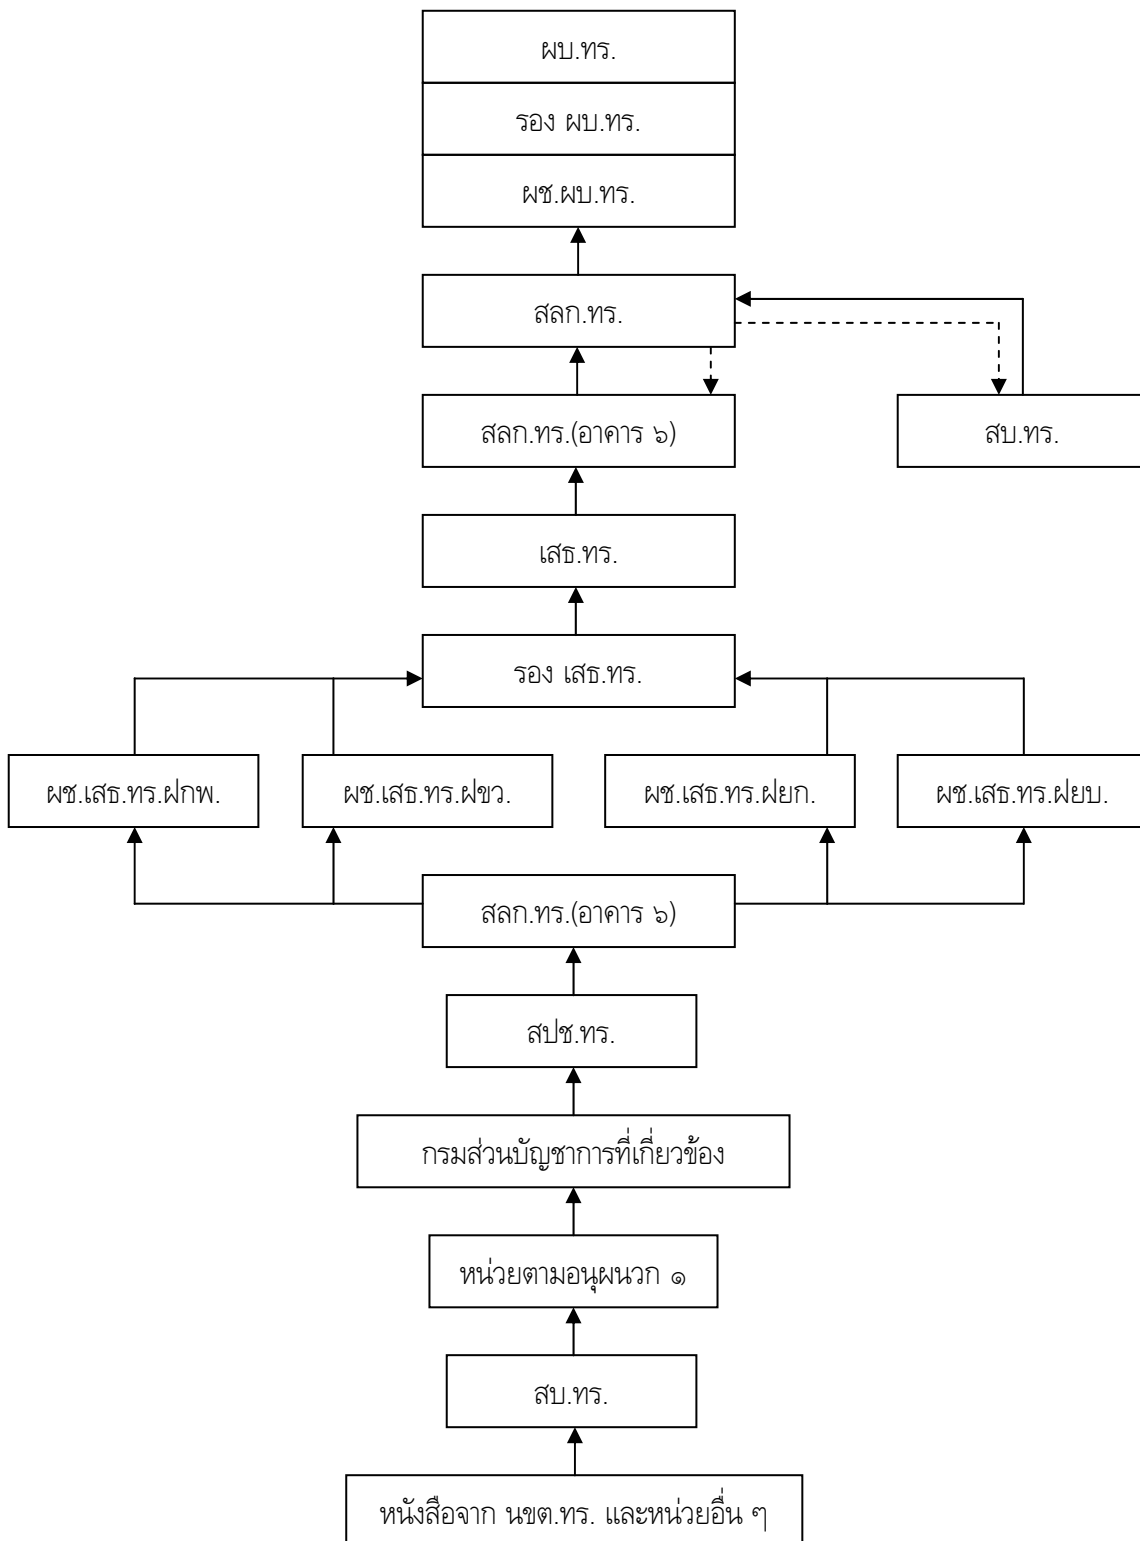 ผบ.ทร.
รอง ผบ.ทร.
ผช.ผบ.ทร.
สลก.ทร.
สลก.ทร.(อาคาร ๖)
สบ.ทร.
เสธ.ทร.
รอง เสธ.ทร.
ผช.เสธ.ทร.ฝกพ.
ผช.เสธ.ทร.ฝขว.
ผช.เสธ.ทร.ฝยก.
ผช.เสธ.ทร.ฝยบ.
สลก.ทร.(อาคาร ๖)
สปช.ทร.
กรมส่วนบัญชาการที่เกี่ยวข้อง
หน่วยตามอนุผนวก ๑
สบ.ทร.
หนังสือจาก นขต.ทร. และหน่วยอื่น ๆ